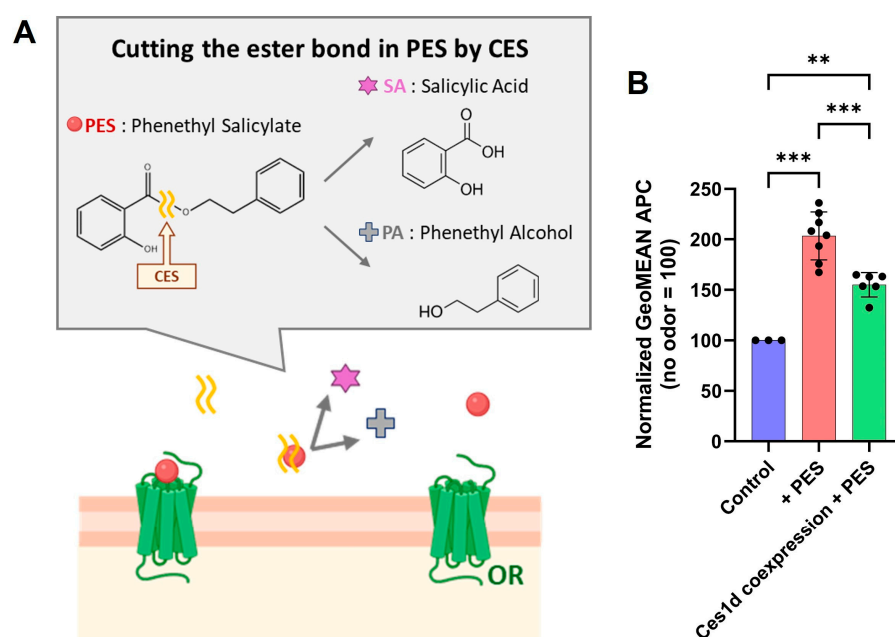 A
Cutting the ester bond in PES by CES
SA : Salicylic Acid
PES : Phenethyl Salicylate
O
OH
OH
O
O
OH
CES
PA : Phenethyl Alcohol
HO
OR
B
**
***
***
Normalized GeoMEAN APC
(no odor = 100)
250
200
150
100
50
0
Control
+ PES
Ces1d coexpression + PES